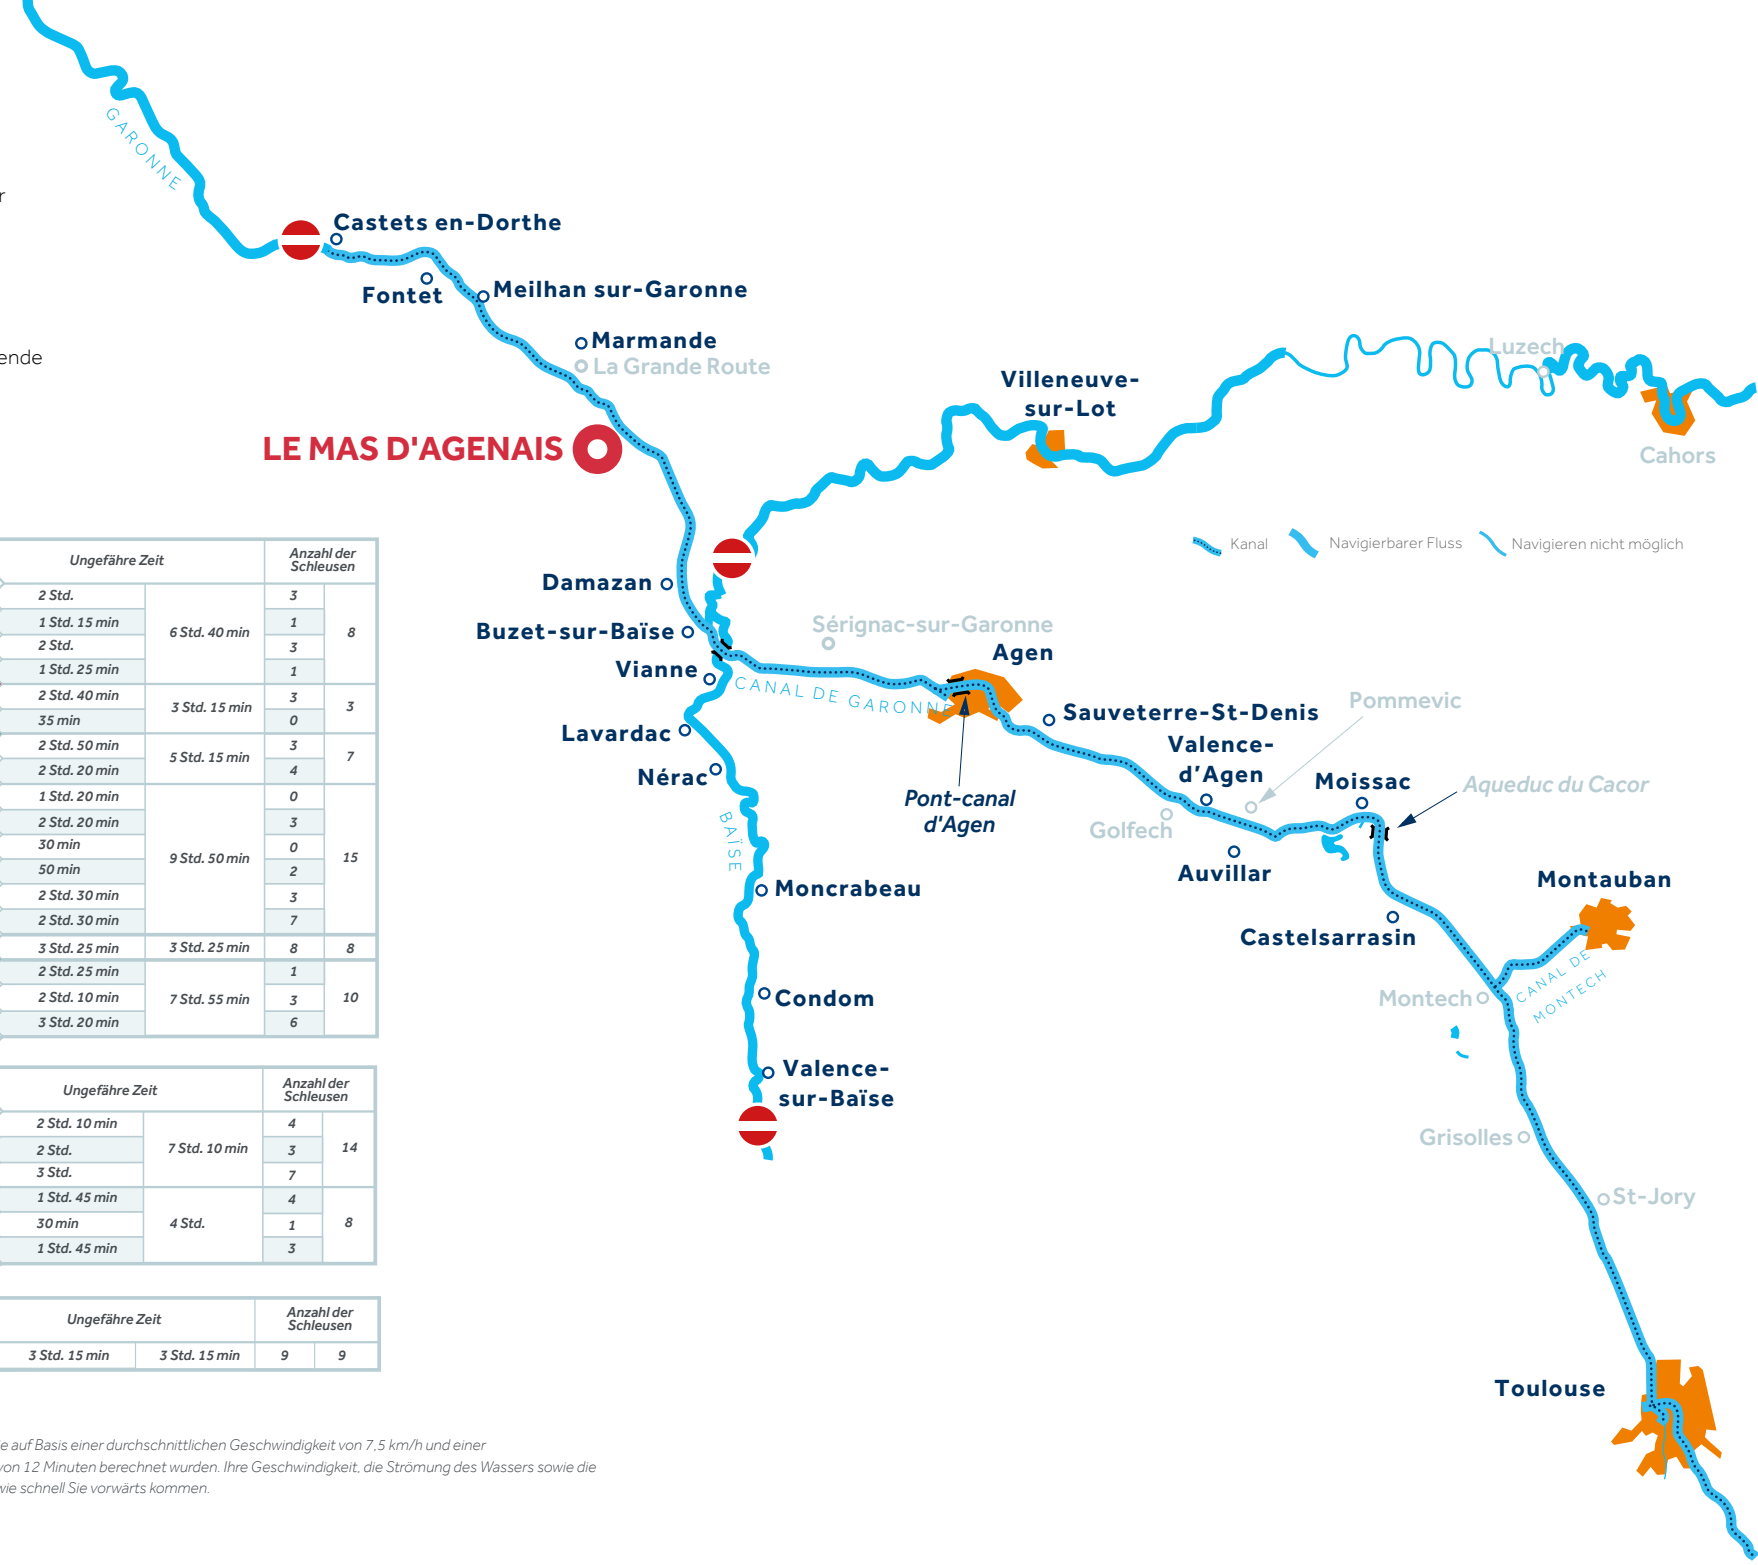 GARONNE
r
Castets en-Dorthe
Fontet
Meilhan sur-Garonne
Marmande
La Grande Route
ende
LE MAS D'AGENAIS
Villeneuve-
sur-Lot
Luzech
Cahors
Kanal
Navigierbarer Fluss
Navigieren nicht möglich
Damazan
Buzet-sur-Baïse
Vianne
Lavardac
Nérac
CANAL DE GARONNE
Sérignac-sur-Garonne
Agen
Pont-canal
d'Agen
Sauveterre-St-Denis
Valence-
d’Agen
Pommevic
Golfech
Auvillar
Moissac
Aqueduc du Cacor
Castelsarrasin
Montauban
CANAL DE
MONTECH
Montech
Grisolles
St-Jory
Toulouse
BAÏSE
Moncrabeau
Condom
Valence-
sur-Baïse
Ungefähre Zeit Anzahl der
Schleusen
2 Std. 6 Std. 40 min 3 8
1 Std. 15 min 1
2 Std. 3
1 Std. 25 min 1
2 Std. 40 min 3 Std. 15 min 3 3
35 min 0
2 Std. 50 min 5 Std. 15 min 3 7
2 Std. 20 min 4
1 Std. 20 min 9 Std. 50 min 0 15
2 Std. 20 min 3
30 min 0
50 min 2
2 Std. 30 min 3
2 Std. 30 min 7
3 Std. 25 min 3 Std. 25 min 8 8
2 Std. 25 min 7 Std. 55 min 1 10
2 Std. 10 min 3
3 Std. 20 min 6
Ungefähre Zeit Anzahl der
Schleusen
2 Std. 10 min 7 Std. 10 min 4 14
2 Std. 3
3 Std. 7
1 Std. 45 min 4 Std. 4 8
30 min 1
1 Std. 45 min 3
Ungefähre Zeit Anzahl der
Schleusen
3 Std. 15 min 3 Std. 15 min 9 9
e auf Basis einer durchschnittlichen Geschwindigkeit von 7,5 km/h und einer
von 12 Minuten berechnet wurden. Ihre Geschwindigkeit, die Strömung des Wassers sowie die
wie schnell Sie vorwärts kommen.